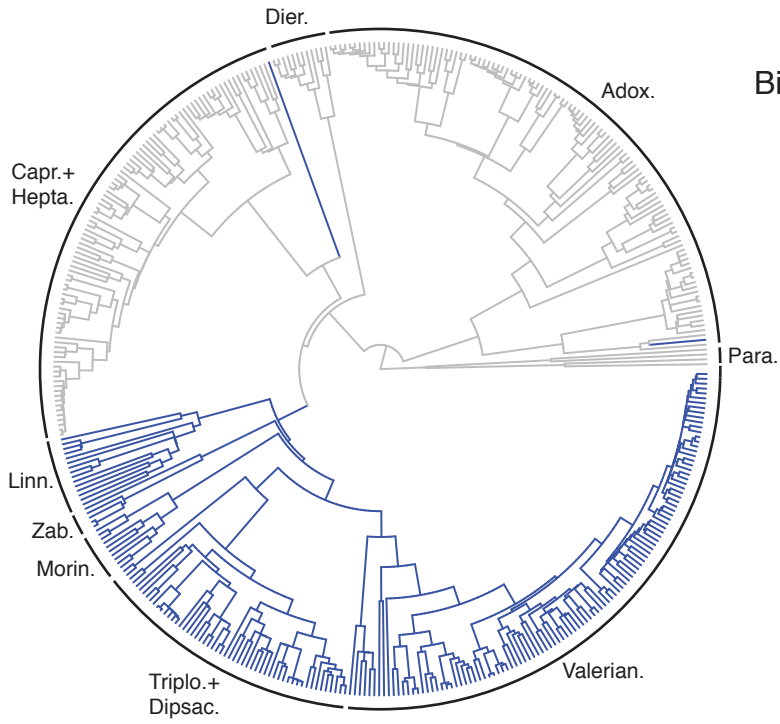 Dier.
Bi
Adox.
Capr.+
Hepta.
Para.
Linn.
Zab.
Morin.
Valerian.
Triplo.+
Dipsac.